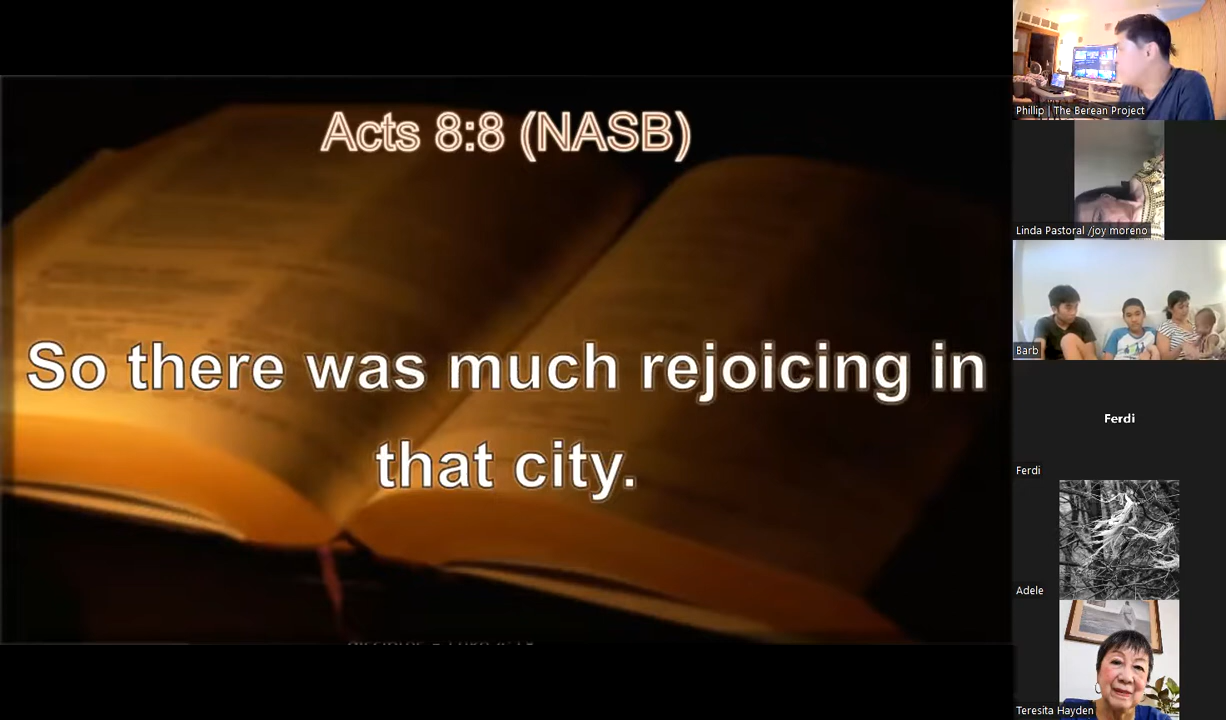 Acts 8:8 (NASB)
So there was much rejoicing in
that city.
Phillip | The Berean Project
Linda Pastoral /joy moreno
Barb
Ferdi
Ferdi
Adele
Teresita Hayden